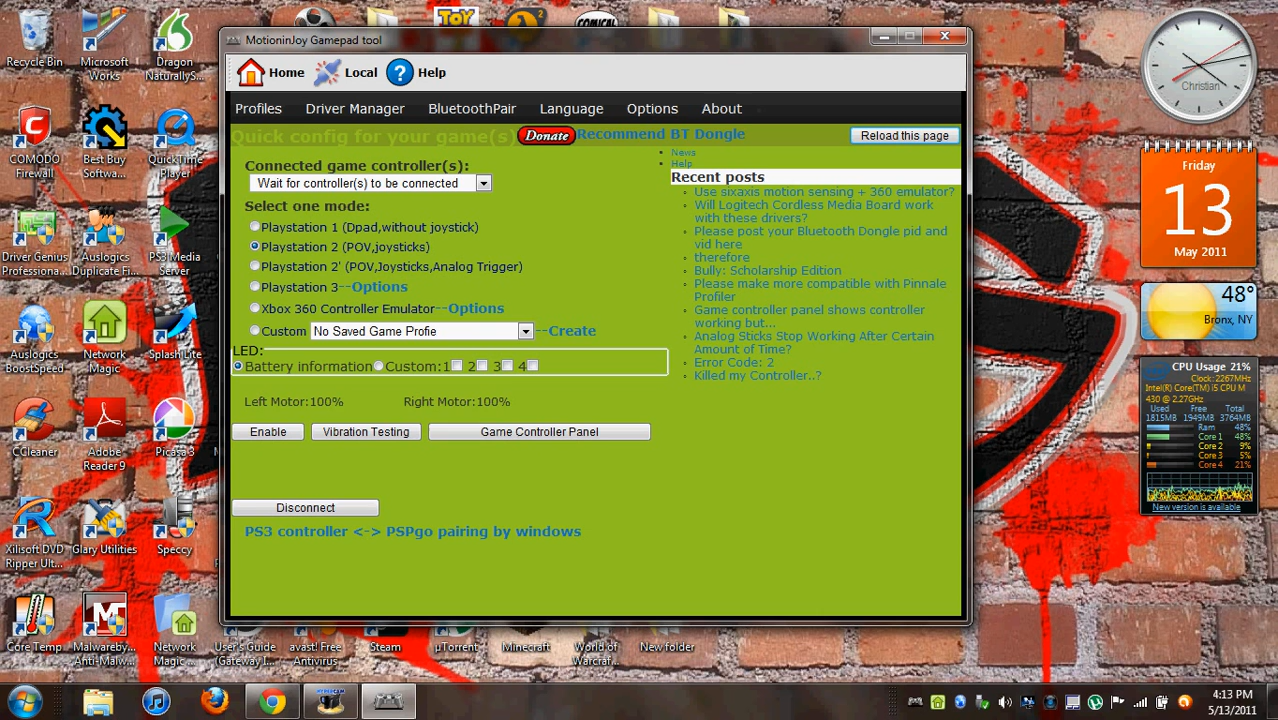 MotioninJoy Gamepad tool
Home Local Help
Profiles Driver Manager BluetoothPair Language Options About
Quick config for your game(s)
Donate
Recommend BT Dongle
Reload this page
Connected game controller(s):
Wait for controller(s) to be connected
Select one mode:
Playstation 1 (Dpad,without joystick)
Playstation 2 (POV,joysticks)
Playstation 2' (POV,Joysticks,Analog Trigger)
Playstation 3--Options
Xbox 360 Controller Emulator--Options
Custom No Saved Game Profie --Create
LED:
Battery information Custom:1 2 3 4
Left Motor:100% Right Motor:100%
Enable Vibration Testing Game Controller Panel
Disconnect
PS3 controller <-> PSPgo pairing by windows
News
Help
Recent posts
Use sixaxis motion sensing + 360 emulator?
Will Logitech Cordless Media Board work
with these drivers?
Please post your Bluetooth Dongle pid and
vid here
therefore
Bully: Scholarship Edition
Please make more compatible with Pinnale
Profiler
Game controller panel shows controller
working but...
Analog Sticks Stop Working After Certain
Amount of Time?
Error Code: 2
Killed my Controller..?
Recycle Bin
Microsoft
Works
Dragon
NaturallyS...
COMODO
Firewall
Best Buy
Softwa...
QuickTime
Player
Driver Genius
Professiona...
Auslogics
Duplicate Fi...
PS3 Media
Server
Auslogics
BoostSpeed
Network
Magic
Splash Lite
CCleaner
Adobe
Reader 9
Picasa 3
Xilisoft DVD
Ripper Ult...
Glary Utilities
Speccy
Core Temp
Malwareby...
Anti-Malw...
Network
Magic ...
User's Guide
(Gateway I...
avast! Free
Antivirus
Steam
µTorrent
Minecraft
World of
Warcraf...
New folder
TOY
COMICAL
Christian
Friday
13
May 2011
48°
Bronx, NY
CPU Usage 21%
Clock: 2267MHz
Intel(R) Core(TM) i5 CPU M
430 @ 2.27GHz
Used Free Total
1815MB 1949MB 3764MB
Ram 48%
Core 1 48%
Core 2 9%
Core 3 5%
Core 4 21%
New version is available
4:13 PM
5/13/2011